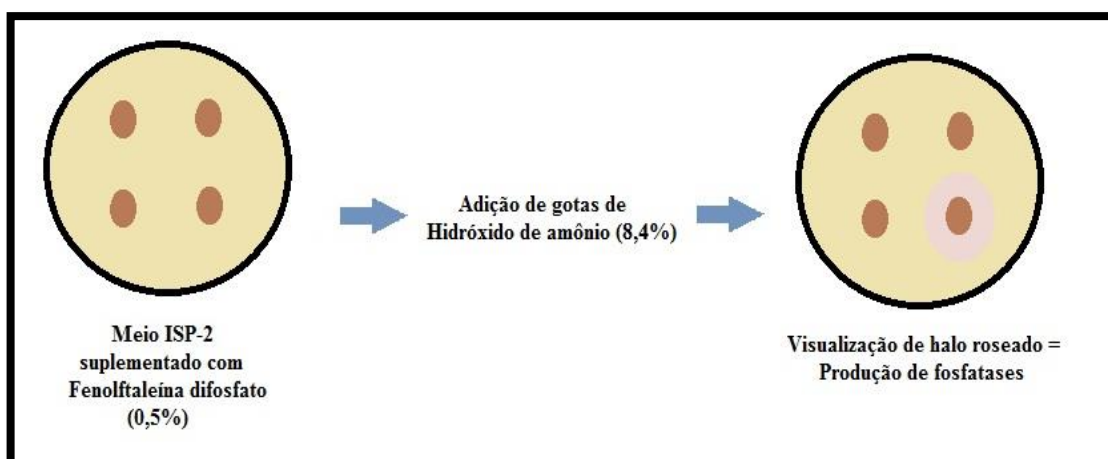 Meio ISP-2
suplementado com
Fenolftaleína difosfato
(0,5%)
Adição de gotas de
Hidróxido de amônio (8,4%)
Visualização de halo roseado =
Produção de fosfatases